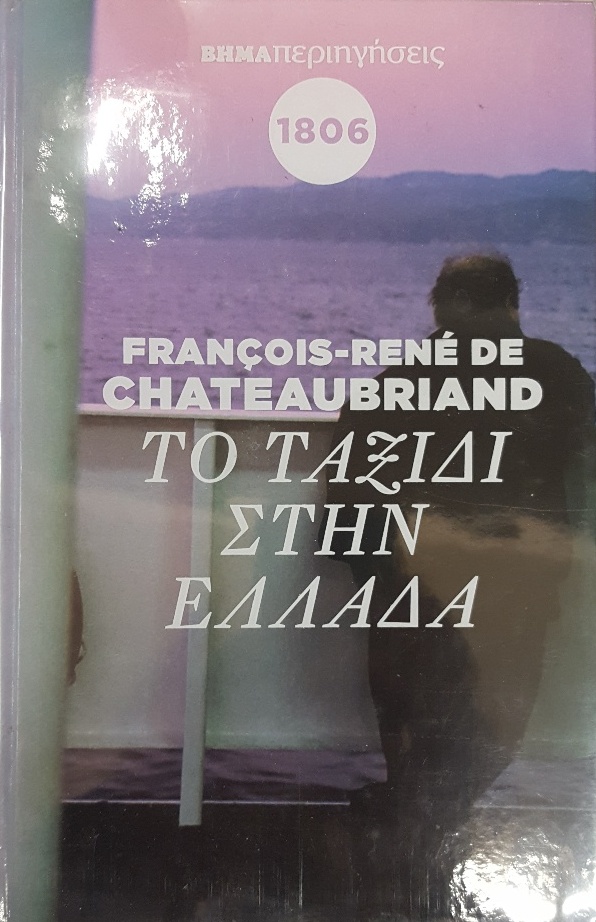 ΒΗΜΑπεριηγήσεις
1806
FRANÇOIS-RENÉ DE
CHATEAUBRIAND
ΤΟ ΤΑΞΙΔΙ
ΣΤΗΝ
ΕΛΛΑΔΑ